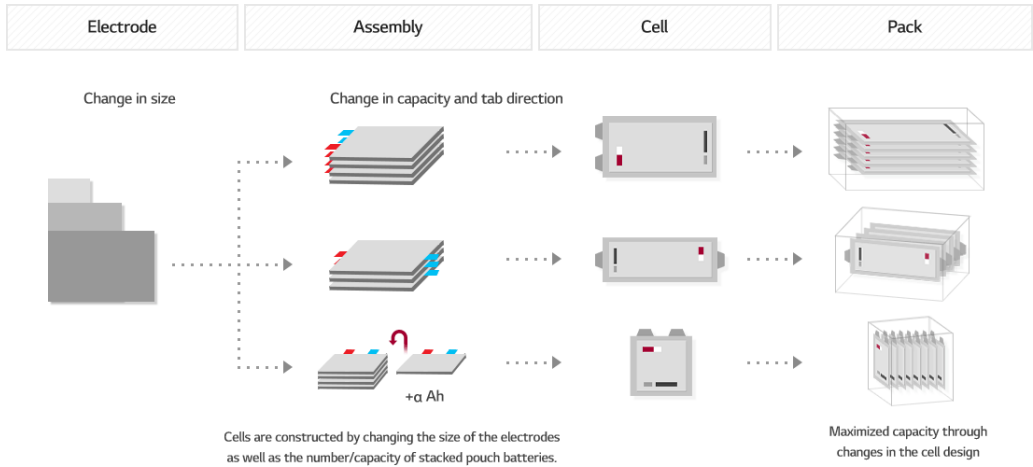 Electrode
Assembly
Cell
Pack
Change in size
Change in capacity and tab direction
+α Ah
Cells are constructed by changing the size of the electrodes
as well as the number/capacity of stacked pouch batteries.
Maximized capacity through
changes in the cell design